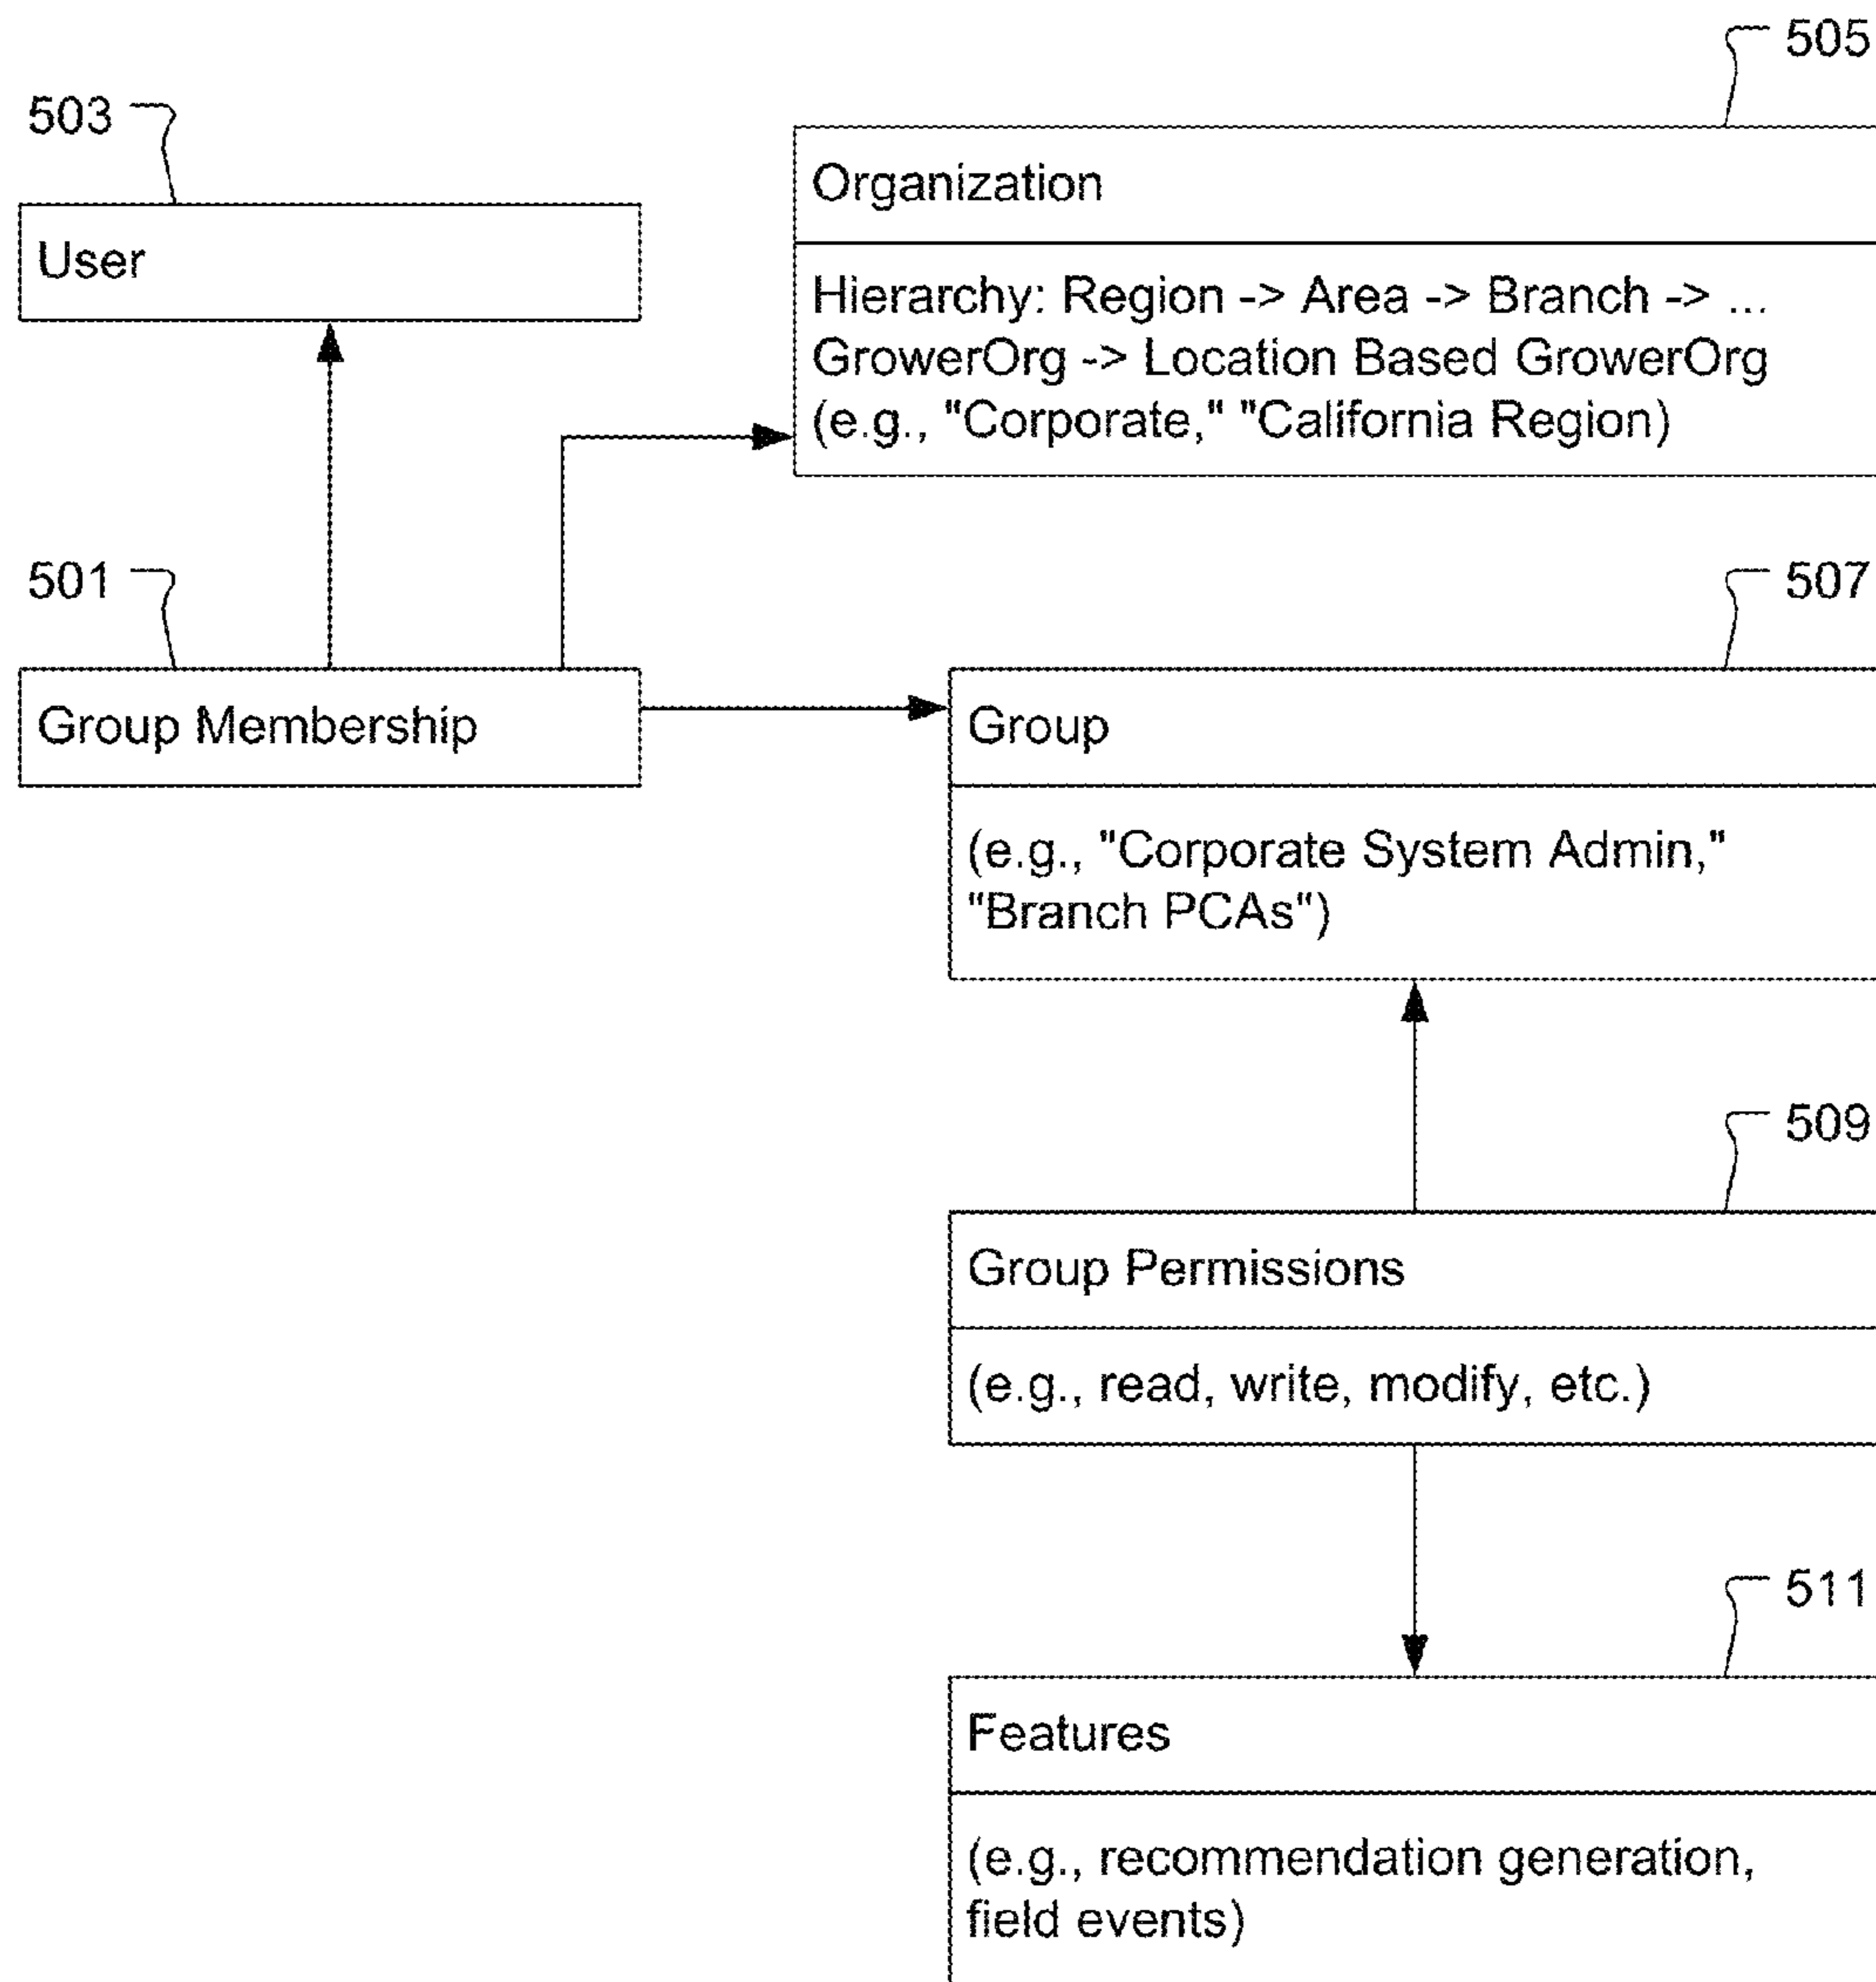 505
503
Organization
User
Hierarchy: Region -> Area -> Branch -> ...
GrowerOrg -> Location Based GrowerOrg
(e.g., "Corporate," "California Region)
501
507
Group Membership
Group
(e.g., "Corporate System Admin,"
"Branch PCAs")
509
Group Permissions
(e.g., read, write, modify, etc.)
511
Features
(e.g., recommendation generation,
field events)